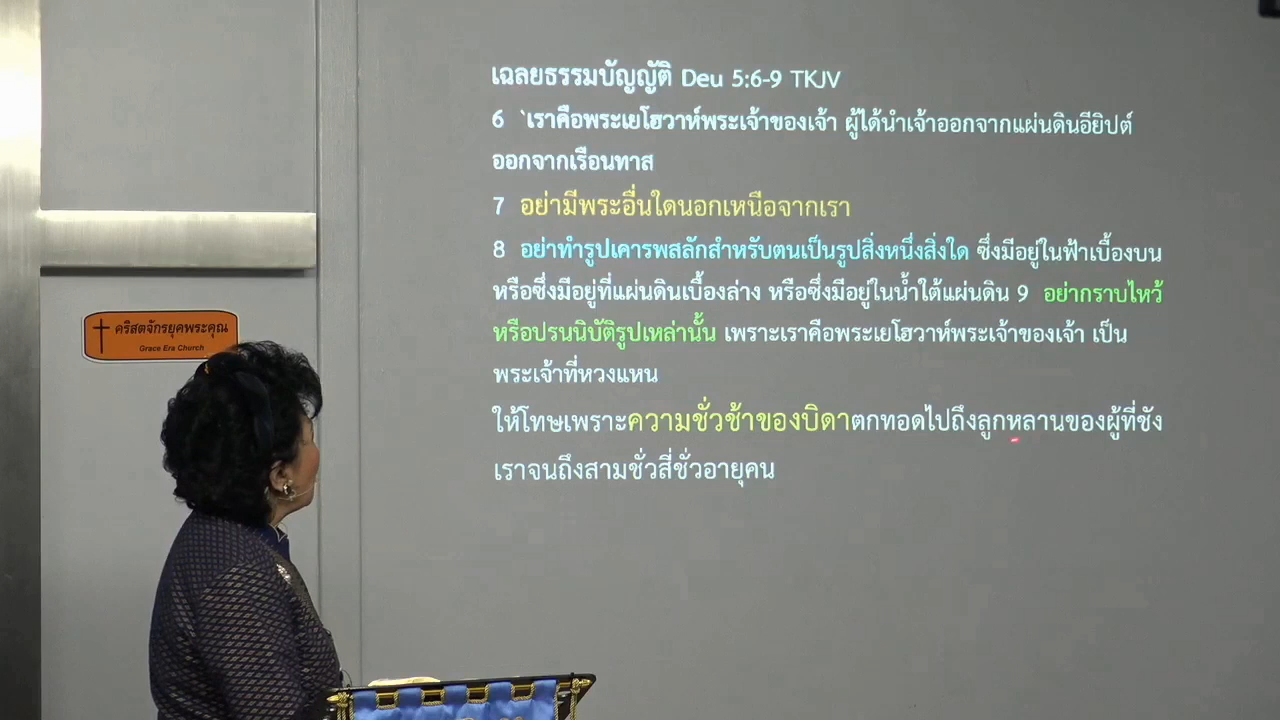 เฉลยธรรมบัญญัติ Deu 5:6-9 TKJV
6 `เราคือพระเยโฮวาห์พระเจ้าของเจ้า ผู้ได้นำเจ้าออกจากแผ่นดินอียิปต์
ออกจากเรือนทาส
7 อย่ามีพระอื่นใดนอกเหนือจากเรา
8 อย่าทำรูปเคารพสลักสำหรับตนเป็นรูปสิ่งหนึ่งสิ่งใด ซึ่งมีอยู่ในฟ้าเบื้องบน
หรือซึ่งมีอยู่ที่แผ่นดินเบื้องล่าง หรือซึ่งมีอยู่ในน้ำใต้แผ่นดิน 9 อย่ากราบไหว้
หรือปรนนิบัติรูปเหล่านั้น เพราะเราคือพระเยโฮวาห์พระเจ้าของเจ้า เป็น
พระเจ้าที่หวงแหน
ให้โทษเพราะความชั่วช้าของบิดาตกทอดไปถึงลูกหลานของผู้ที่ชัง
เราจนถึงสามชั่วสี่ชั่วอายุคน
คริสตจักรยุคพระคุณ
Grace Era Church